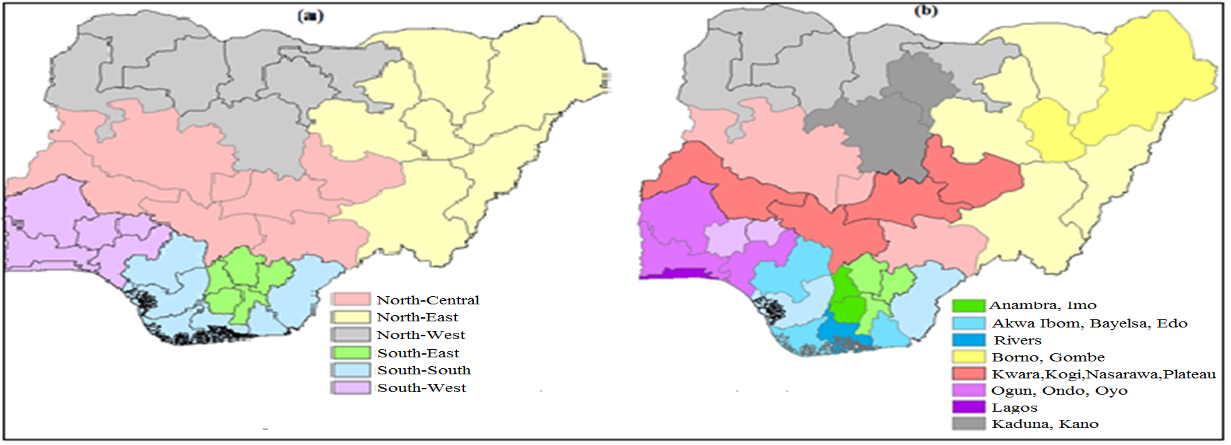 (a)
North-Central
North-East
North-West
South-East
South-South
South-West
(b)
Anambra, Imo
Akwa Ibom, Bayelsa, Edo
Rivers
Borno, Gombe
Kwara,Kogi,Nasarawa,Plateau
Ogun, Ondo, Oyo
Lagos
Kaduna, Kano